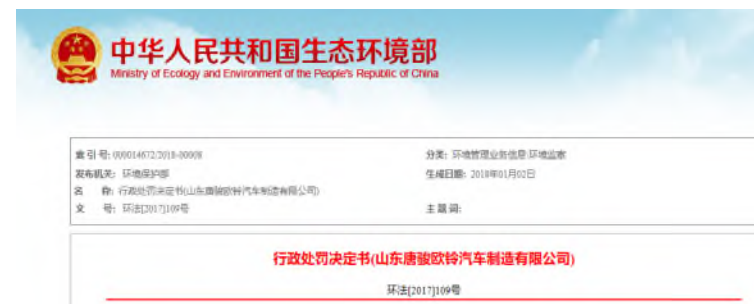 中华人民共和国生态环境部
Ministry of Ecology and Environment of the People's Republic of China
索 引 号: 000014672/2018-00008 分类: 环境管理业务信息\环境监察
发布机关: 环境保护部 生成日期: 2018年01月02日
名 称: 行政处罚决定书(山东唐骏欧铃汽车制造有限公司)
文 号: 环法[2017]109号 主 题 词:
行政处罚决定书(山东唐骏欧铃汽车制造有限公司)
环法[2017]109号